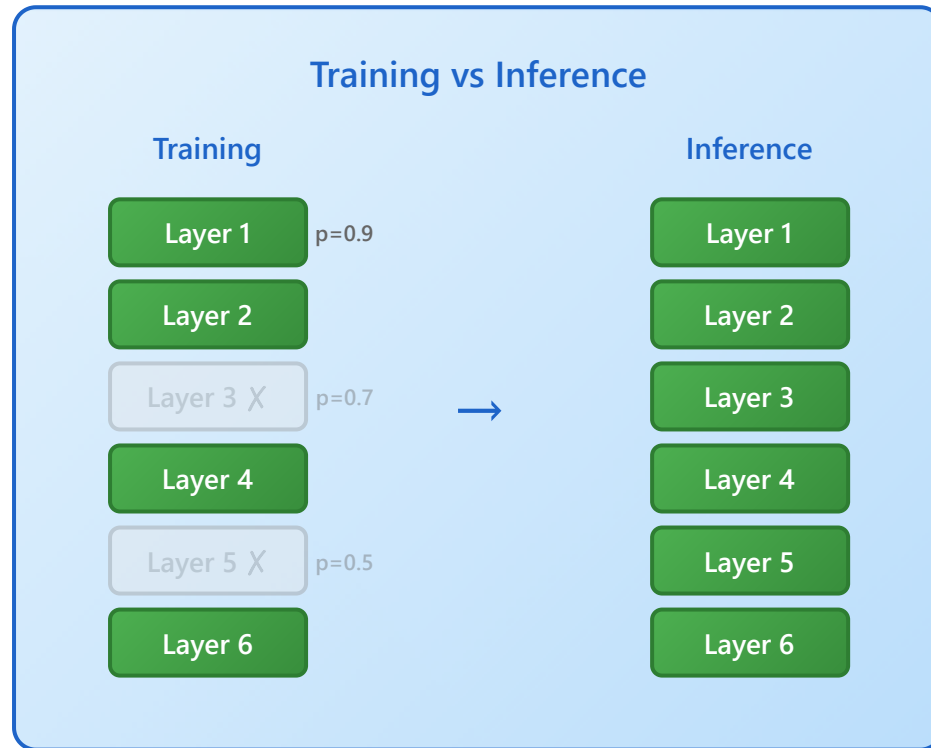 Training vs Inference
Training
Layer 1
p=0.9
Layer 2
Layer 3 ✗
p=0.7
Layer 4
Layer 5 ✗
p=0.5
Layer 6
→
Inference
Layer 1
Layer 2
Layer 3
Layer 4
Layer 5
Layer 6